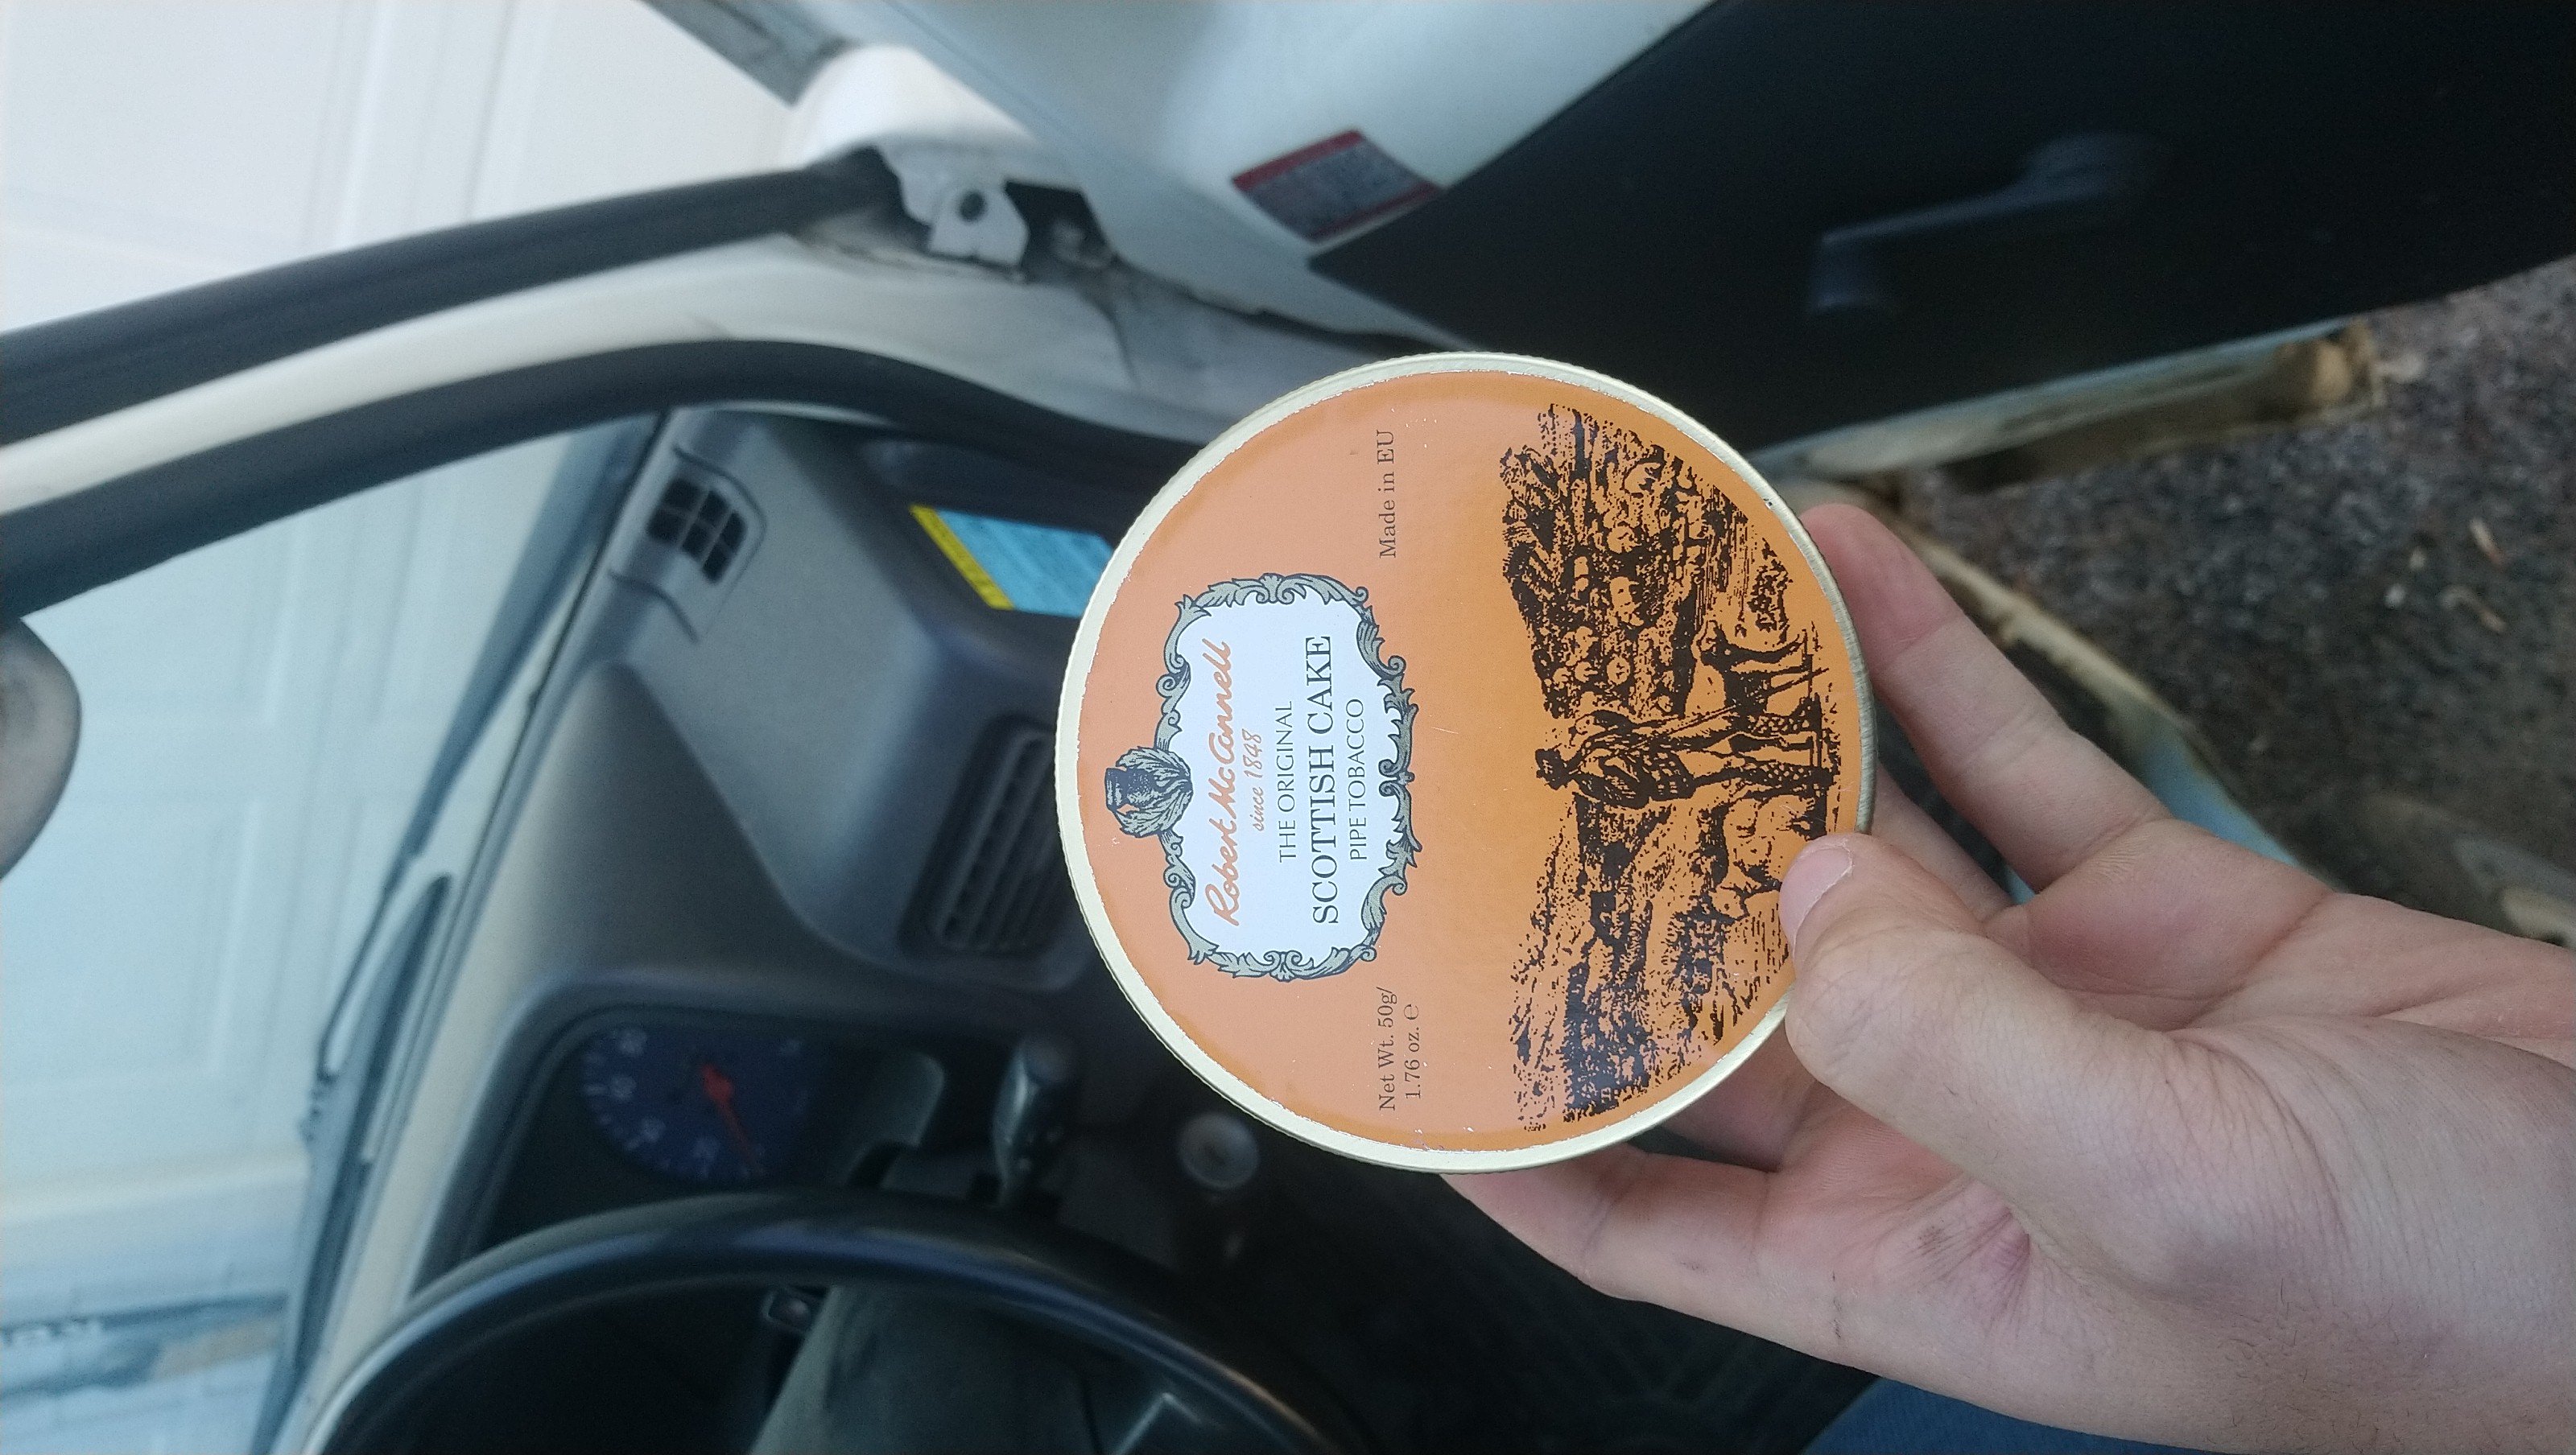 Robert McConnell
since 1848
THE ORIGINAL
SCOTTISH CAKE
PIPE TOBACCO
Net Wt. 50g/
1.76 oz. ℮
Made in EU